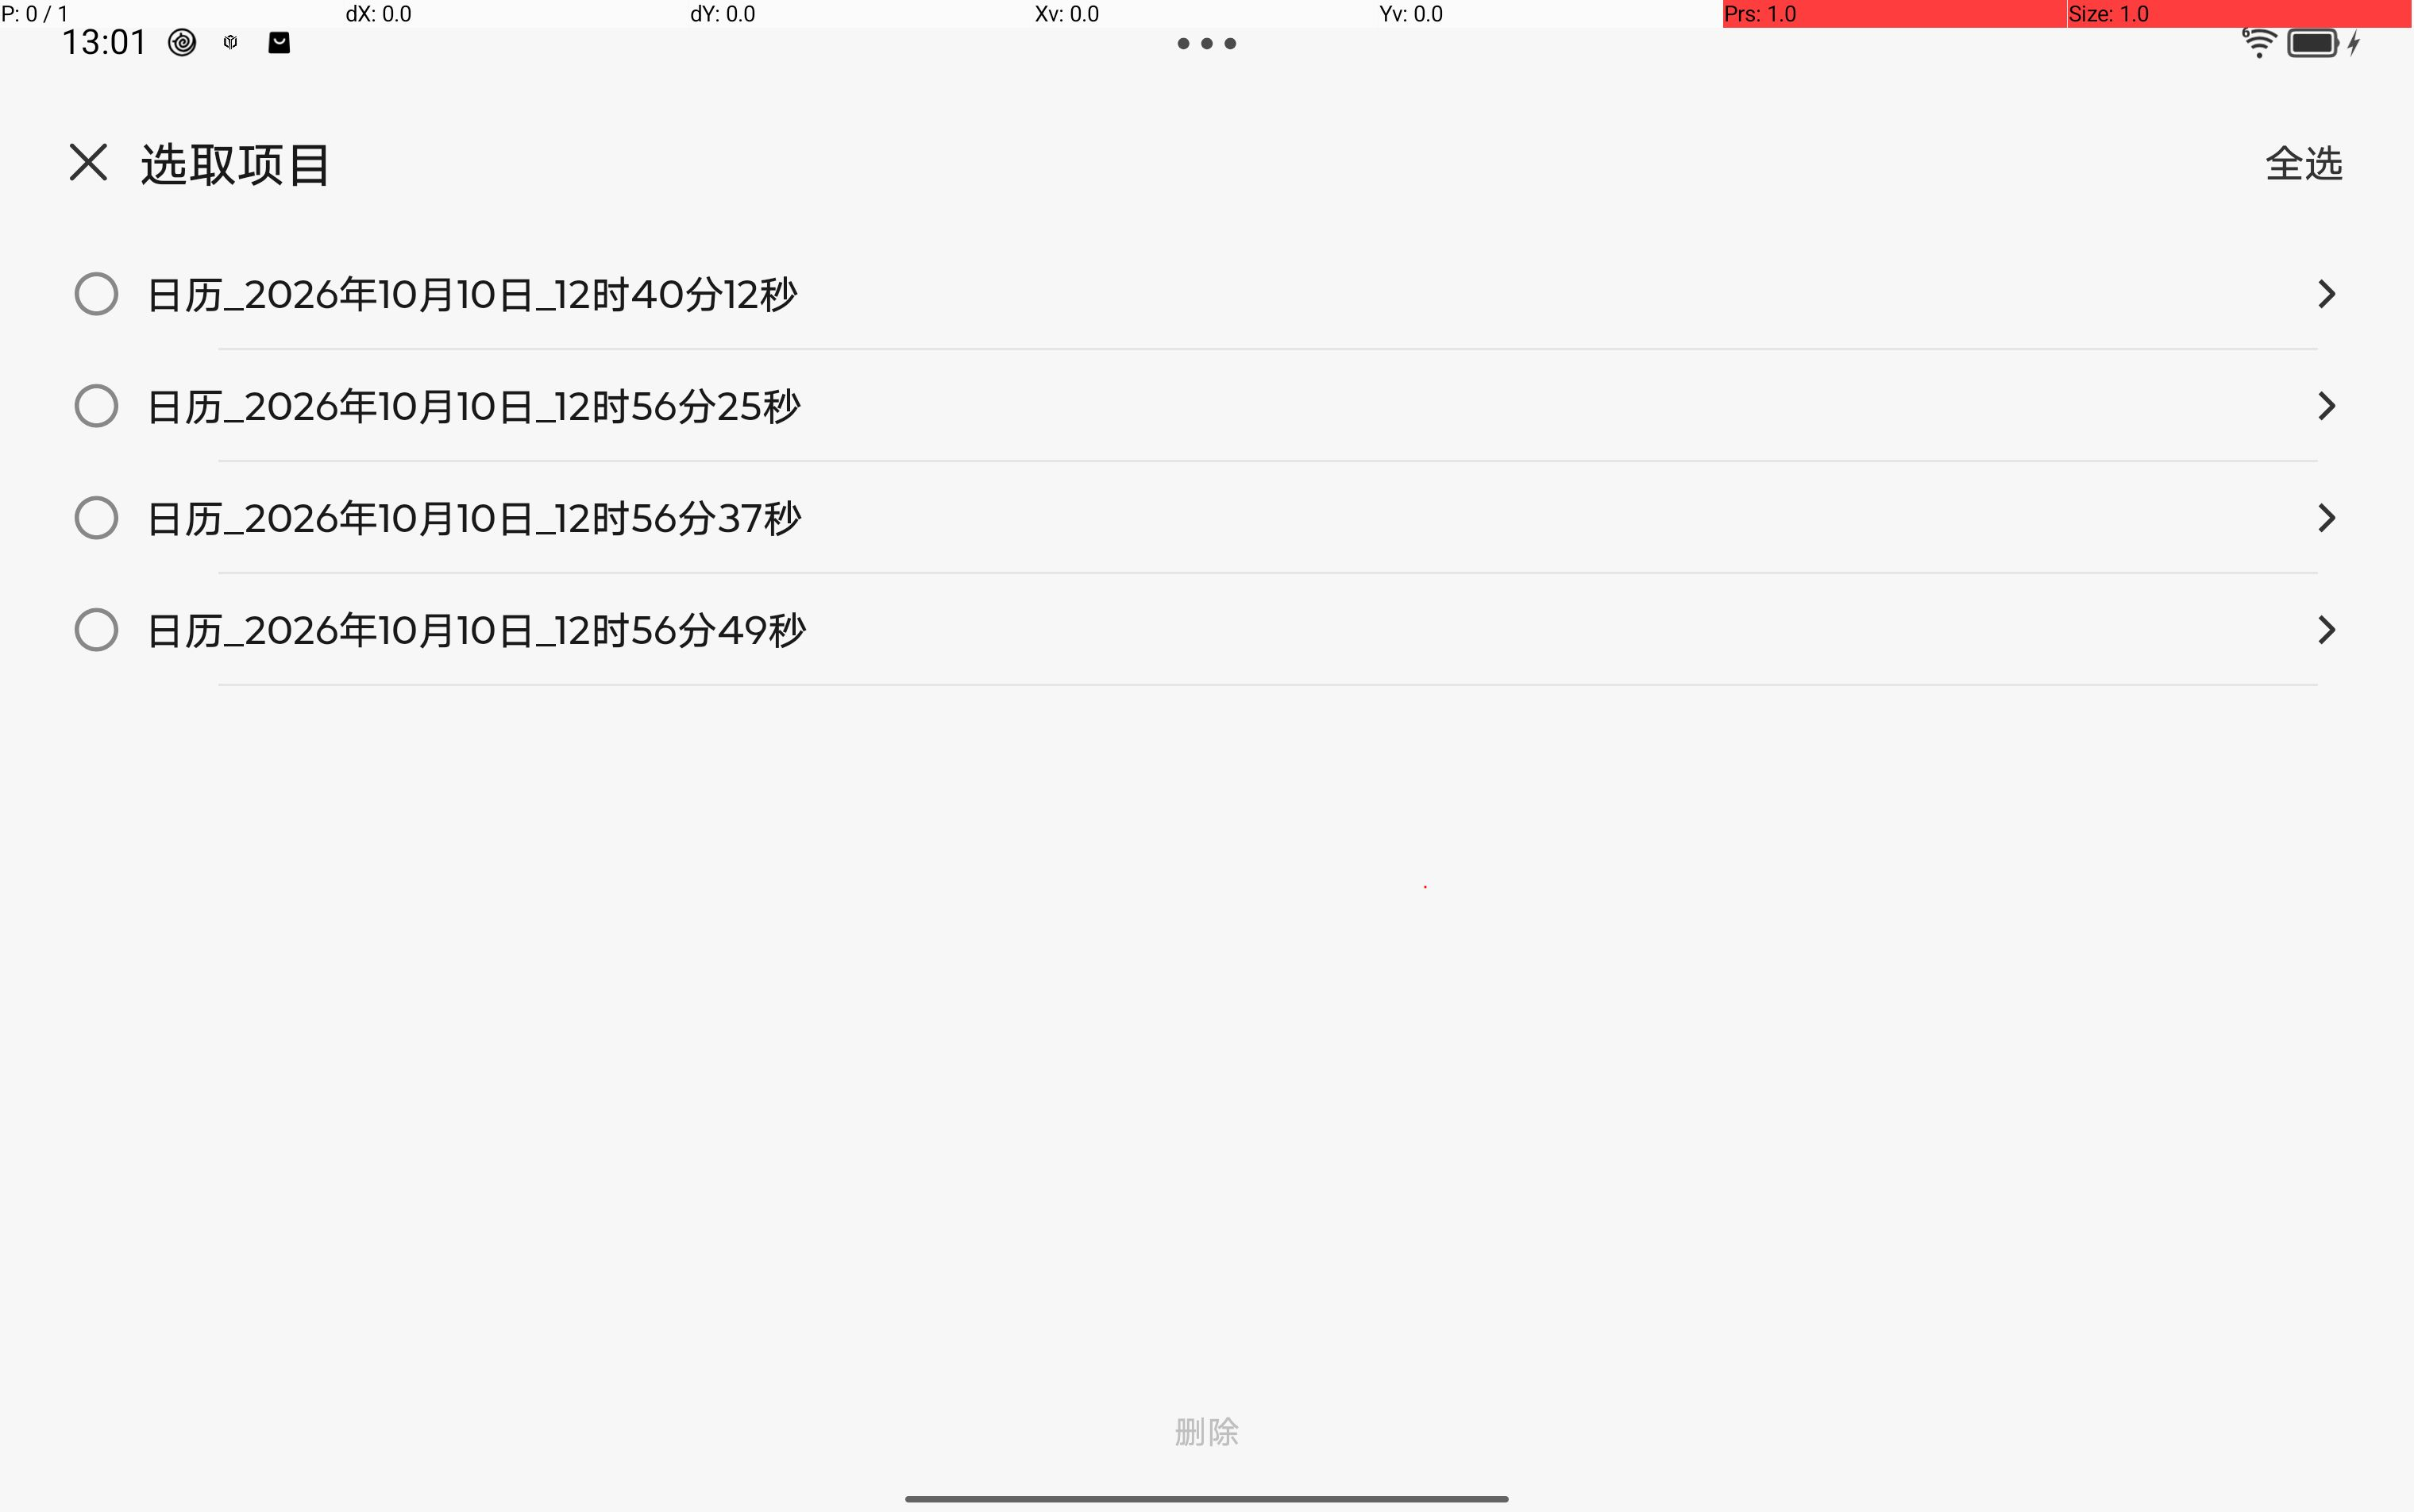 P: 0 / 1 dX: 0.0 dY: 0.0 Xv: 0.0 Yv: 0.0 Prs: 1.0 Size: 1.0
13:01 6
选取项目 全选
日历_2026年10月10日_12时40分12秒
日历_2026年10月10日_12时56分25秒
日历_2026年10月10日_12时56分37秒
日历_2026年10月10日_12时56分49秒
删除